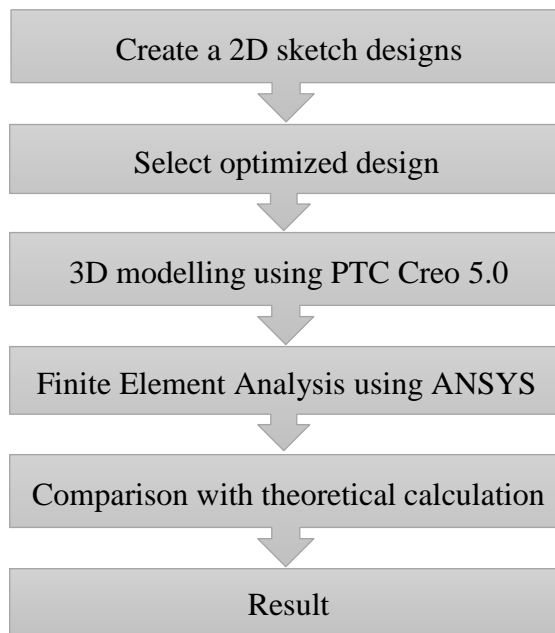 Create a 2D sketch designs
Select optimized design
3D modelling using PTC Creo 5.0
Finite Element Analysis using ANSYS
Comparison with theoretical calculation
Result